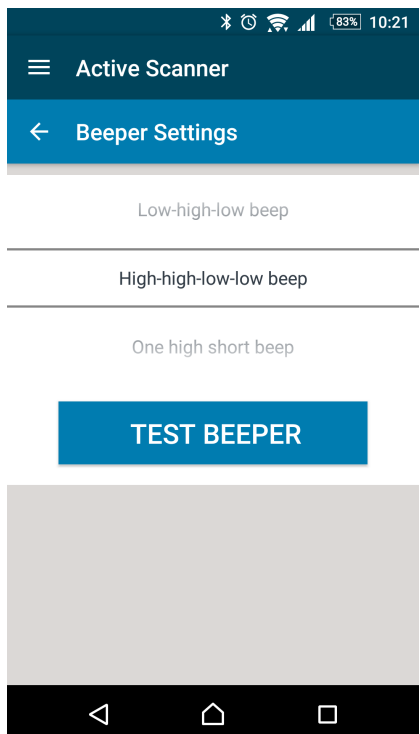 83% 10:21
Active Scanner
Beeper Settings
Low-high-low beep
High-high-low-low beep
One high short beep
TEST BEEPER